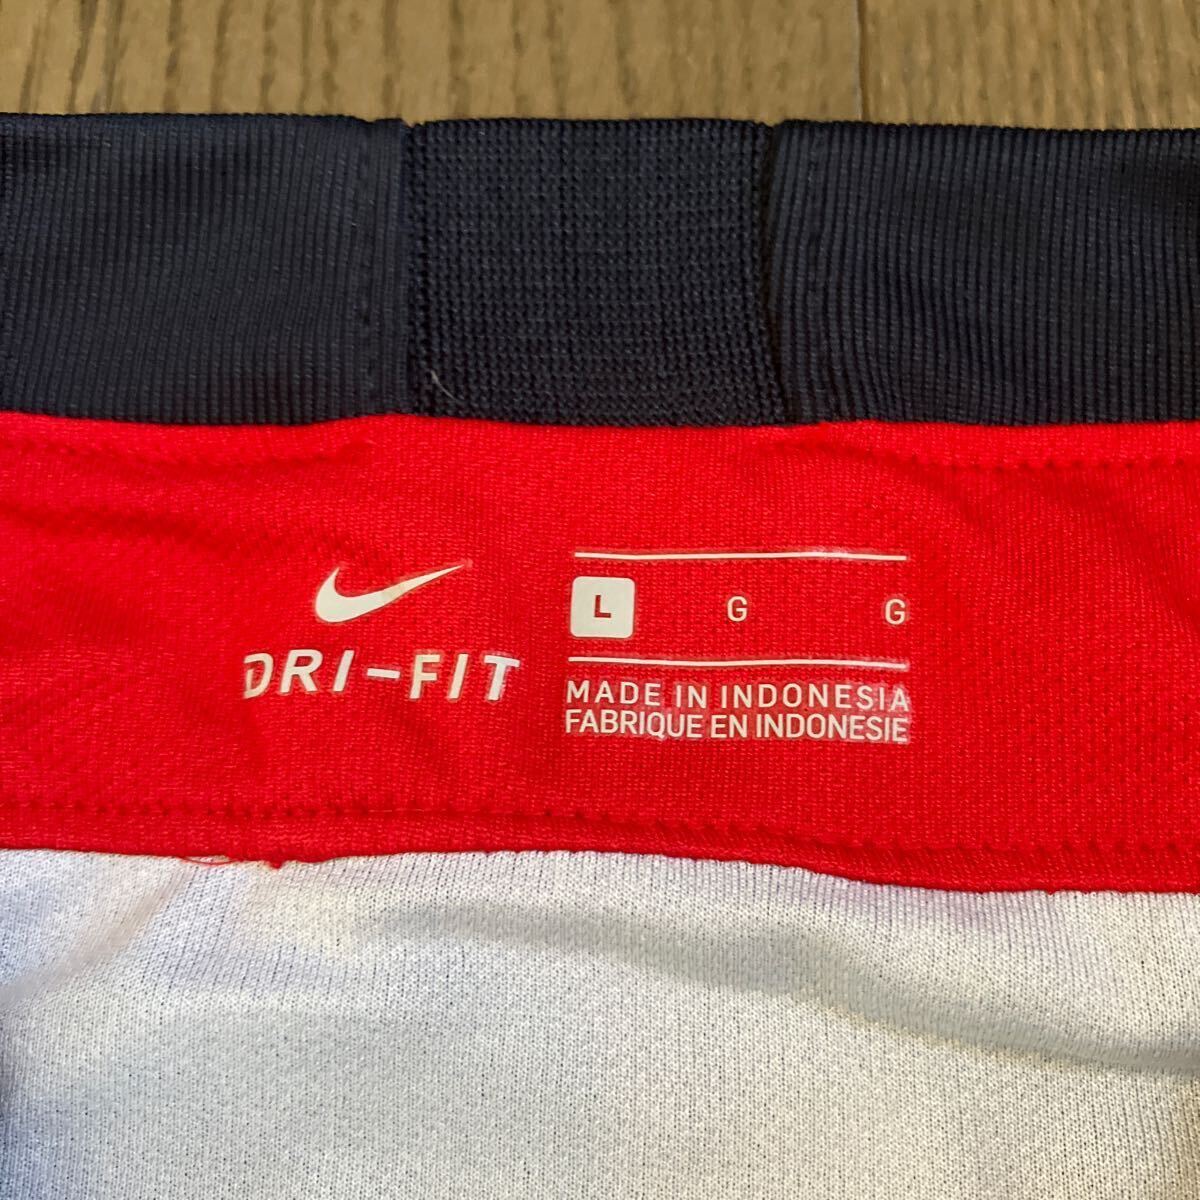 DRI-FIT
L G G
MADE IN INDONESIA
FABRIQUE EN INDONESIE